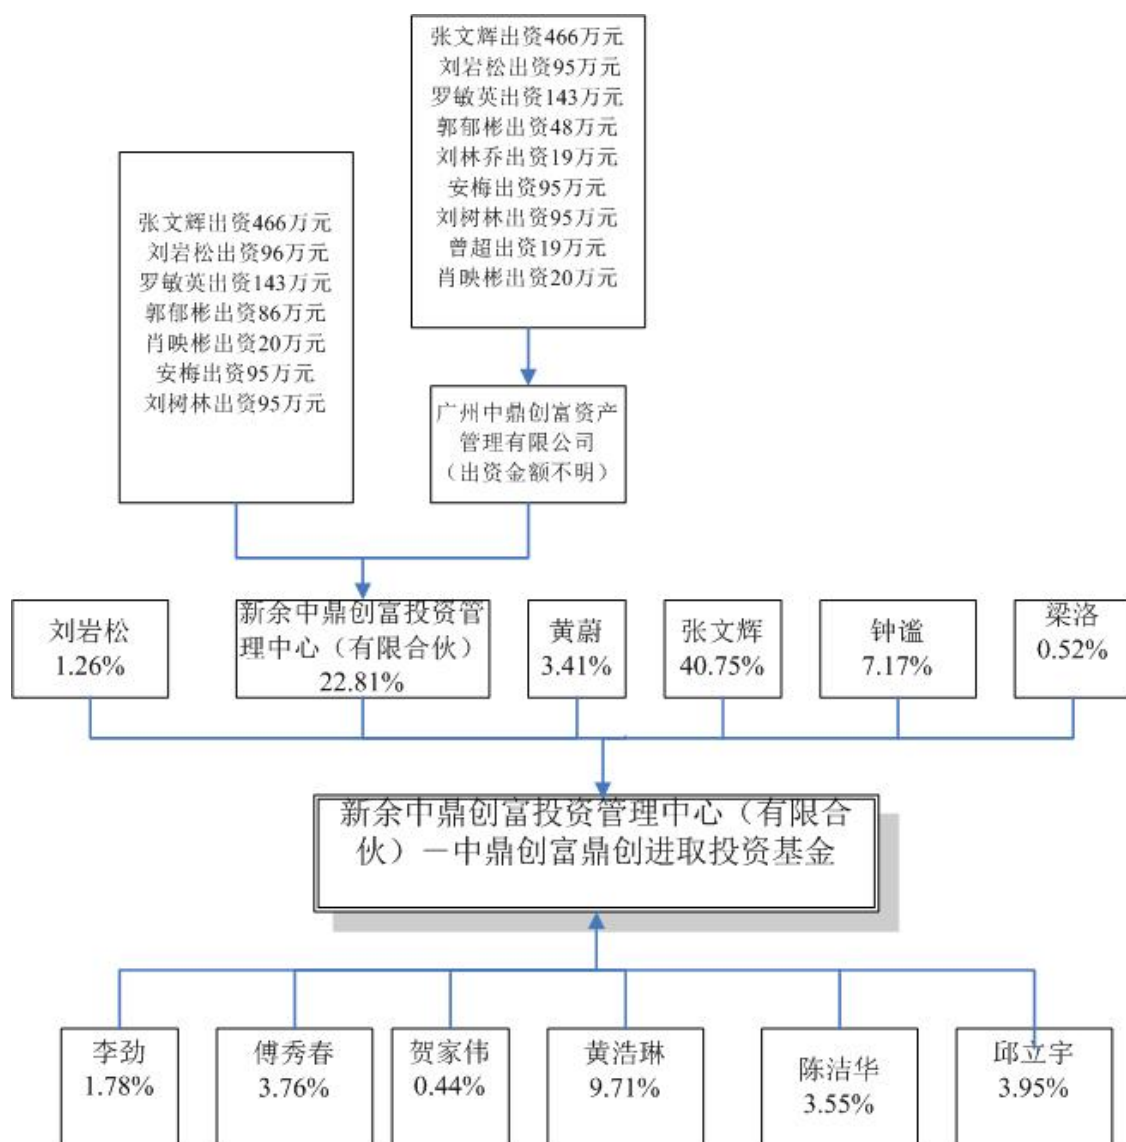 张文辉出资466万元
刘岩松出资95万元
罗敏英出资143万元
郭郁彬出资48万元
刘林乔出资19万元
安梅出资95万元
刘树林出资95万元
曾超出资19万元
肖映彬出资20万元
张文辉出资466万元
刘岩松出资96万元
罗敏英出资143万元
郭郁彬出资86万元
肖映彬出资20万元
安梅出资95万元
刘树林出资95万元
广州中鼎创富资产
管理有限公司
（出资金额不明）
刘岩松
1.26%
新余中鼎创富投资管
理中心（有限合伙）
22.81%
黄蔚
3.41%
张文辉
40.75%
钟谧
7.17%
梁洛
0.52%
新余中鼎创富投资管理中心（有限合
伙）－中鼎创富鼎创进取投资基金
李劲
1.78%
傅秀春
3.76%
贺家伟
0.44%
黄浩琳
9.71%
陈洁华
3.55%
邱立宇
3.95%